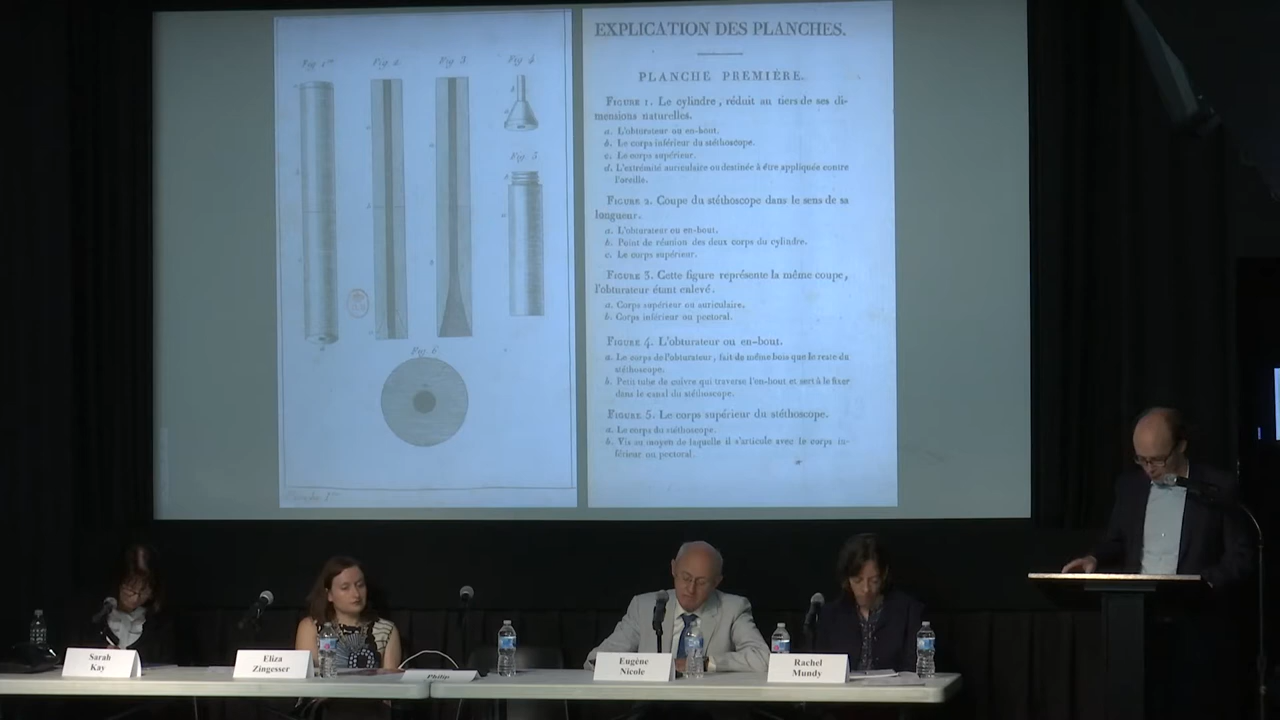 Fig 1re
Fig 2
Fig 3
Fig 4
Fig 5
Fig 6
EXPLICATION DES PLANCHES.
PLANCHE PREMIÈRE.
FIGURE 1. Le cylindre, réduit au tiers de ses di-
mensions naturelles.
a. L'obturateur ou en-bout.
b. Le corps inférieur du stéthoscope.
c. Le corps supérieur.
d. L'extrémité auriculaire ou destinée à être appliquée contre
l'oreille.
FIGURE 2. Coupe du stéthoscope dans le sens de sa
longueur.
a. L'obturateur ou en-bout.
b. Point de réunion des deux corps du cylindre.
c. Le corps supérieur.
FIGURE 3. Cette figure représente la même coupe,
l'obturateur étant enlevé.
a. Corps supérieur ou auriculaire.
b. Corps inférieur ou pectoral.
FIGURE 4. L'obturateur ou en-bout.
a. Le corps de l'obturateur, fait de même bois que le reste du
stéthoscope.
b. Petit tube de cuivre qui traverse l'en-bout et sert à le fixer
dans le canal du stéthoscope.
FIGURE 5. Le corps supérieur du stéthoscope.
a. Le corps du stéthoscope.
b. Vis au moyen de laquelle il s'articule avec le corps in-
férieur ou pectoral.
Sarah
Kay
Eliza
Zingesser
Philip
Eugène
Nicole
Rachel
Mundy